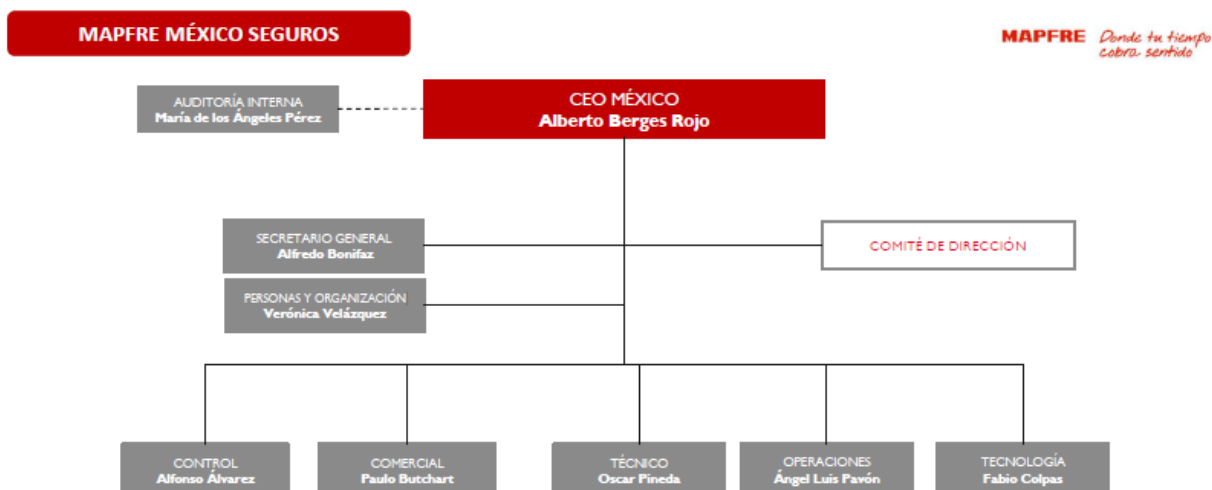 MAPFRE MÉXICO SEGUROS
MAPFRE Donde tu tiempo
cobra sentido
AUDITORÍA INTERNA
María de los Ángeles Pérez
CEO MÉXICO
Alberto Berges Rojo
SECRETARIO GENERAL
Alfredo Bonifaz
COMITÉ DE DIRECCIÓN
PERSONAS Y ORGANIZACIÓN
Verónica Velázquez
CONTROL
Alfonso Álvarez
COMERCIAL
Paulo Butchart
TÉCNICO
Oscar Pineda
OPERACIONES
Ángel Luis Pavón
TECNOLOGÍA
Fabio Colpas